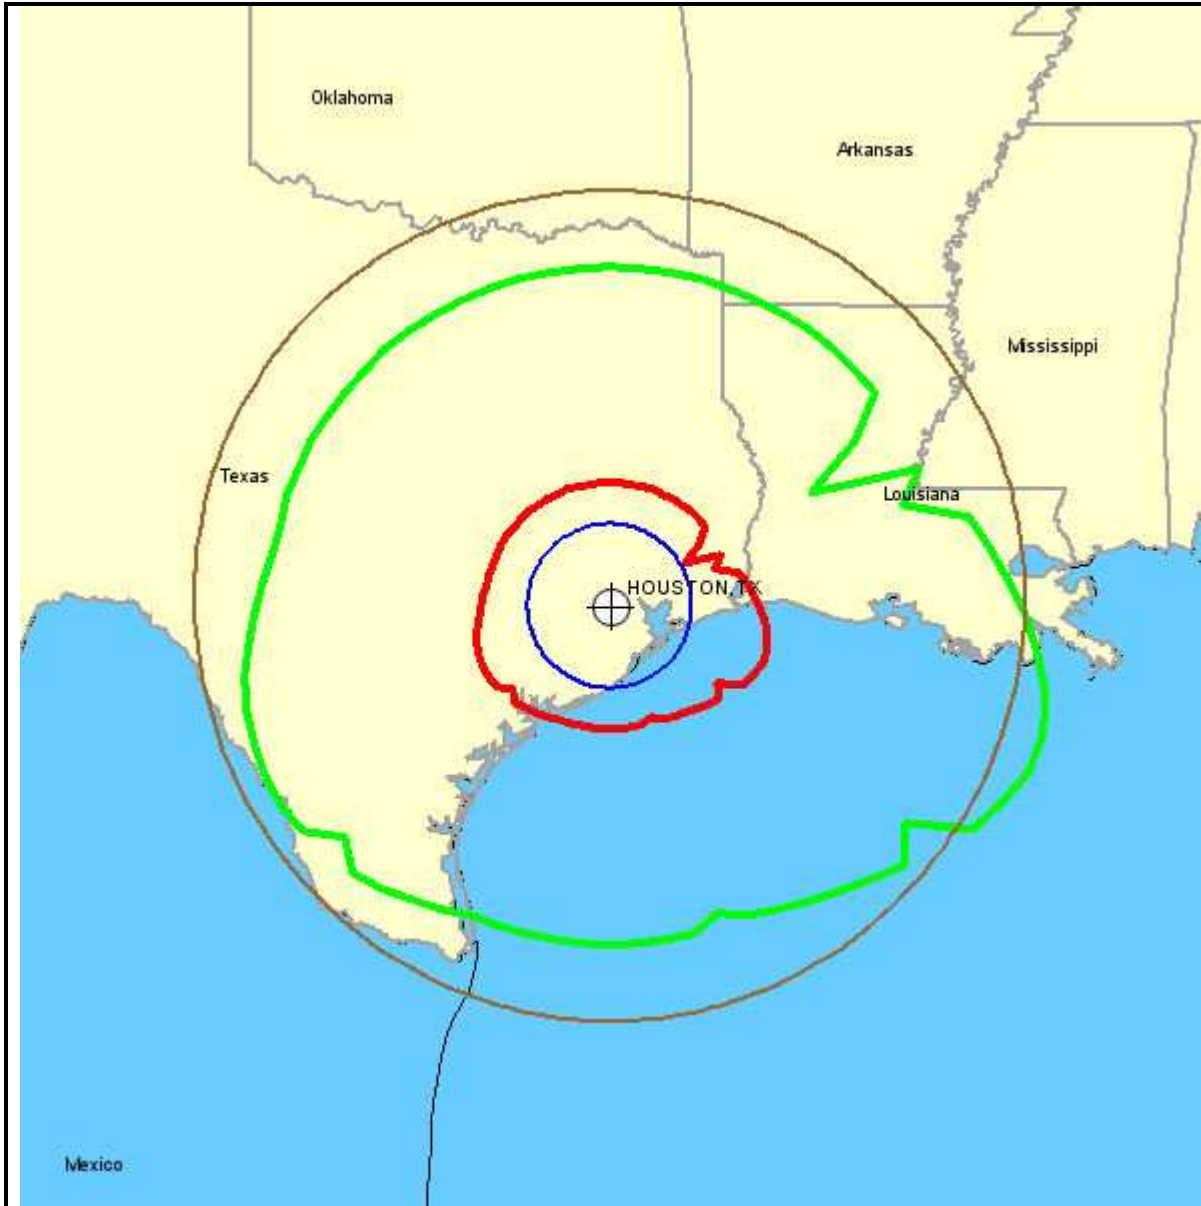 Oklahoma
Arkansas
Mississippi
Texas
Louisiana
HOUSTON,TX
Mexico